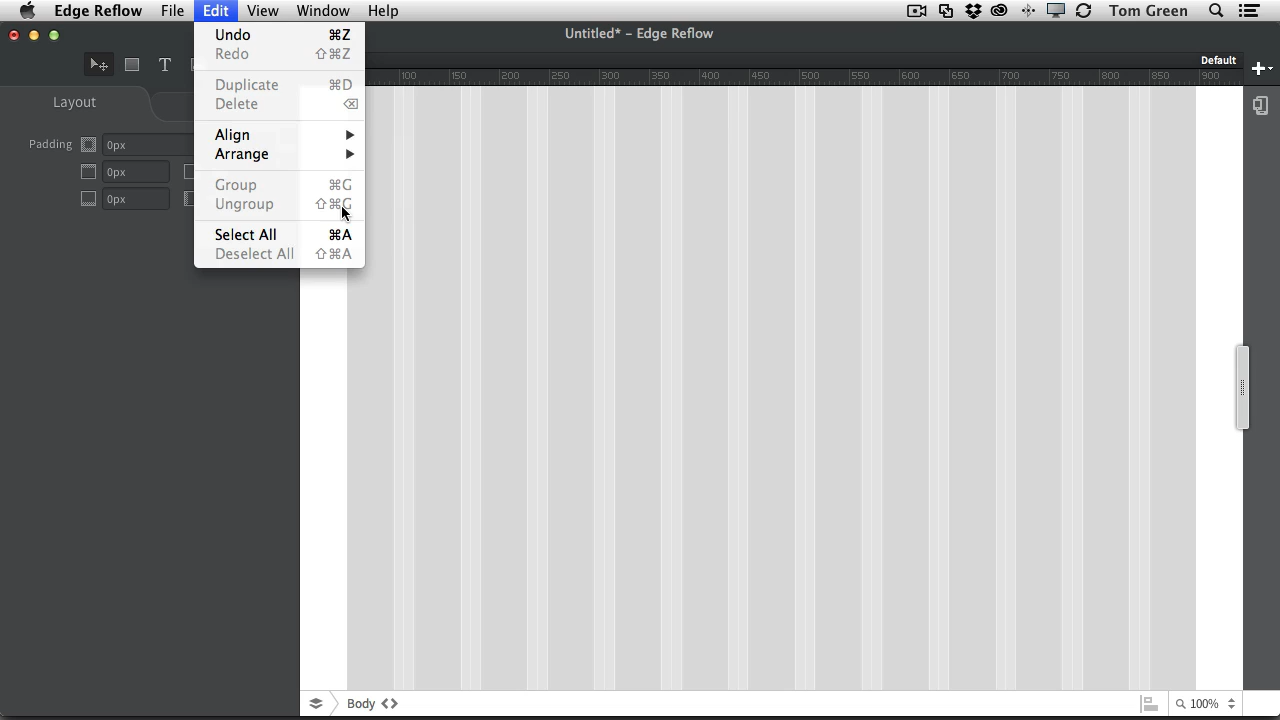 Edge Reflow File Edit View Window Help Tom Green
Untitled* – Edge Reflow
Undo ⌘Z
Redo ⇧⌘Z
Duplicate ⌘D
Delete ⌫
Align ▶
Arrange ▶
Group ⌘G
Ungroup ⇧⌘G
Select All ⌘A
Deselect All ⇧⌘A
T
Default
100 150 200 250 300 350 400 450 500 550 600 650 700 750 800 850 900
Layout
Padding 0px
0px
0px
Body <> 100%